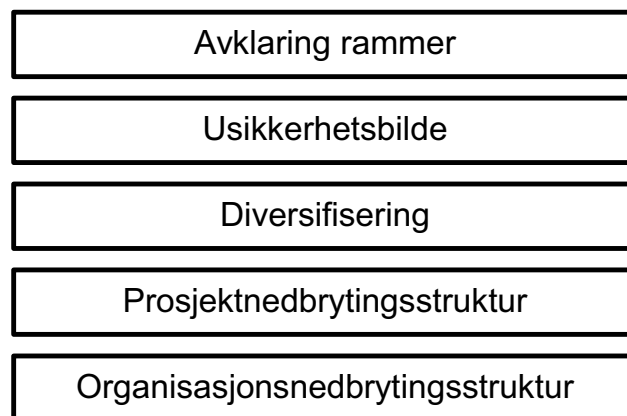 Avklaring rammer
Usikkerhetsbilde
Diversifisering
Prosjektnedbrytingsstruktur
Organisasjonsnedbrytingsstruktur